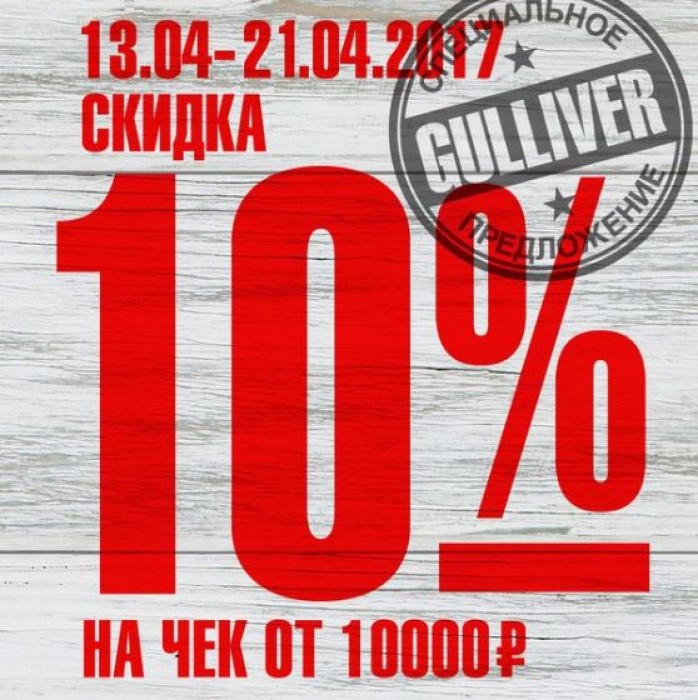 13.04-21.04.2017
СКИДКА
10%
НА ЧЕК ОТ 10000₽
СПЕЦИАЛЬНОЕ
GULLIVER
ПРЕДЛОЖЕНИЕ